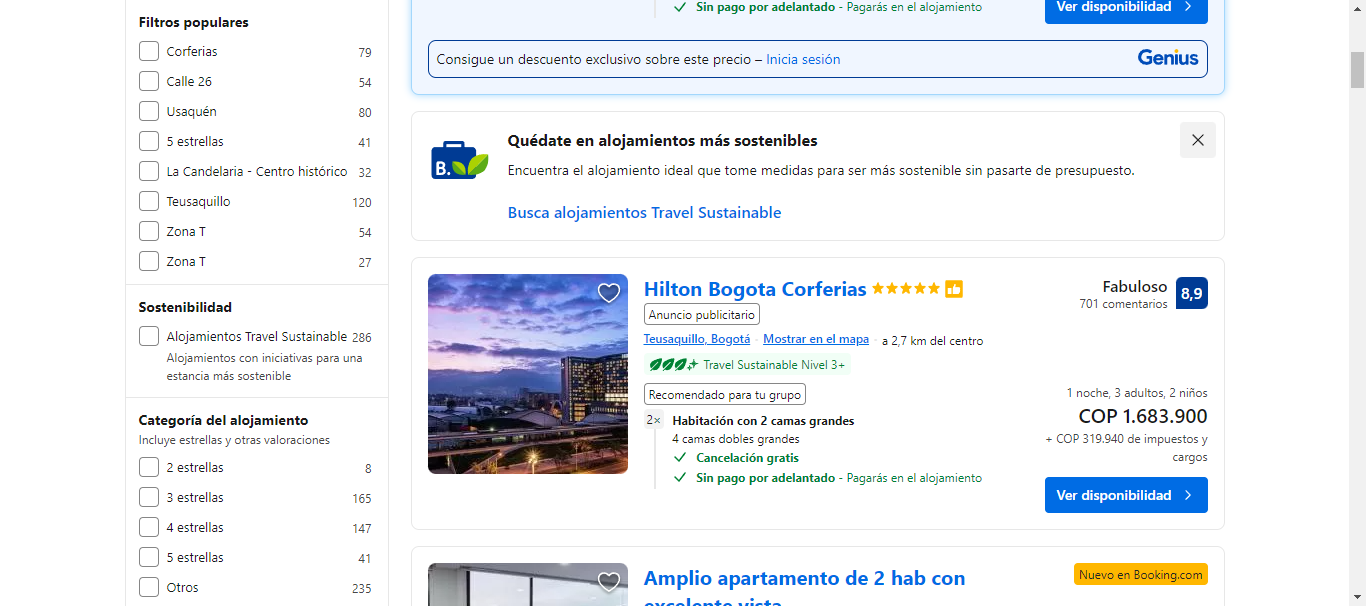 Filtros populares
Corferias 79
Calle 26 54
Usaquén 80
5 estrellas 41
La Candelaria - Centro histórico 32
Teusaquillo 120
Zona T 54
Zona T 27
Sostenibilidad
Alojamientos Travel Sustainable 286
Alojamientos con iniciativas para una
estancia más sostenible
Categoría del alojamiento
Incluye estrellas y otras valoraciones
2 estrellas 8
3 estrellas 165
4 estrellas 147
5 estrellas 41
Otros 235
Sin pago por adelantado - Pagarás en el alojamiento
Ver disponibilidad
Consigue un descuento exclusivo sobre este precio – Inicia sesión
Genius
B.
Quédate en alojamientos más sostenibles
Encuentra el alojamiento ideal que tome medidas para ser más sostenible sin pasarte de presupuesto.
Busca alojamientos Travel Sustainable
Hilton Bogota Corferias
Anuncio publicitario
Teusaquillo, Bogotá · Mostrar en el mapa · a 2,7 km del centro
Travel Sustainable Nivel 3+
Recomendado para tu grupo
2× Habitación con 2 camas grandes
4 camas dobles grandes
Cancelación gratis
Sin pago por adelantado - Pagarás en el alojamiento
Fabuloso 8,9
701 comentarios
1 noche, 3 adultos, 2 niños
COP 1.683.900
+ COP 319.940 de impuestos y
cargos
Ver disponibilidad
Amplio apartamento de 2 hab con
excelente vista
Nuevo en Booking.com